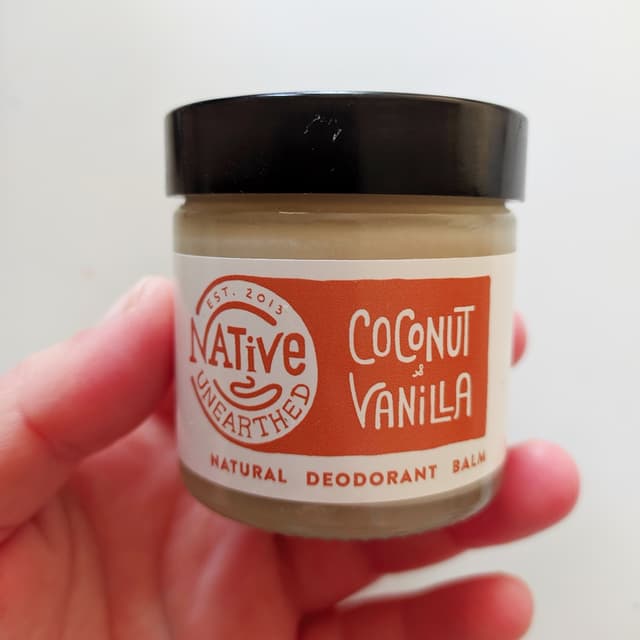 EST. 2013
NATIVE
UNEARTHED
COCONUT
&
VANILLA
NATURAL DEODORANT BALM